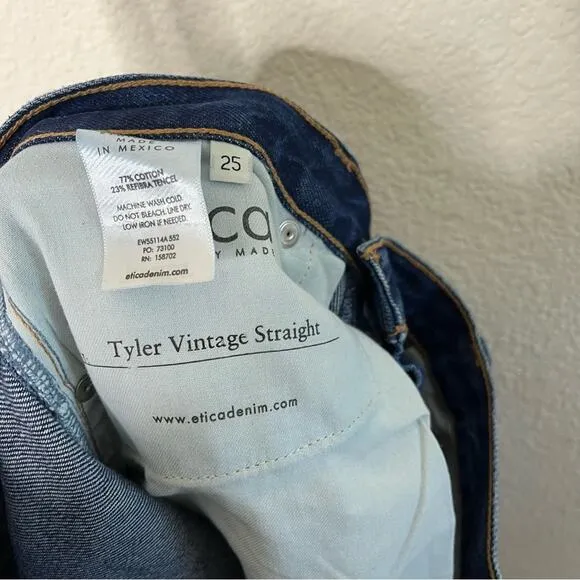 MADE
IN MEXICO
77% COTTON
23% REFIBRA TENCEL
MACHINE WASH COLD.
DO NOT BLEACH. LINE DRY.
LOW IRON IF NEEDED.
EWS5114A 552
PO: 73100
RN: 158702
eticadenim.com
25
ca
Y MADE
Tyler Vintage Straight
www.eticadenim.com